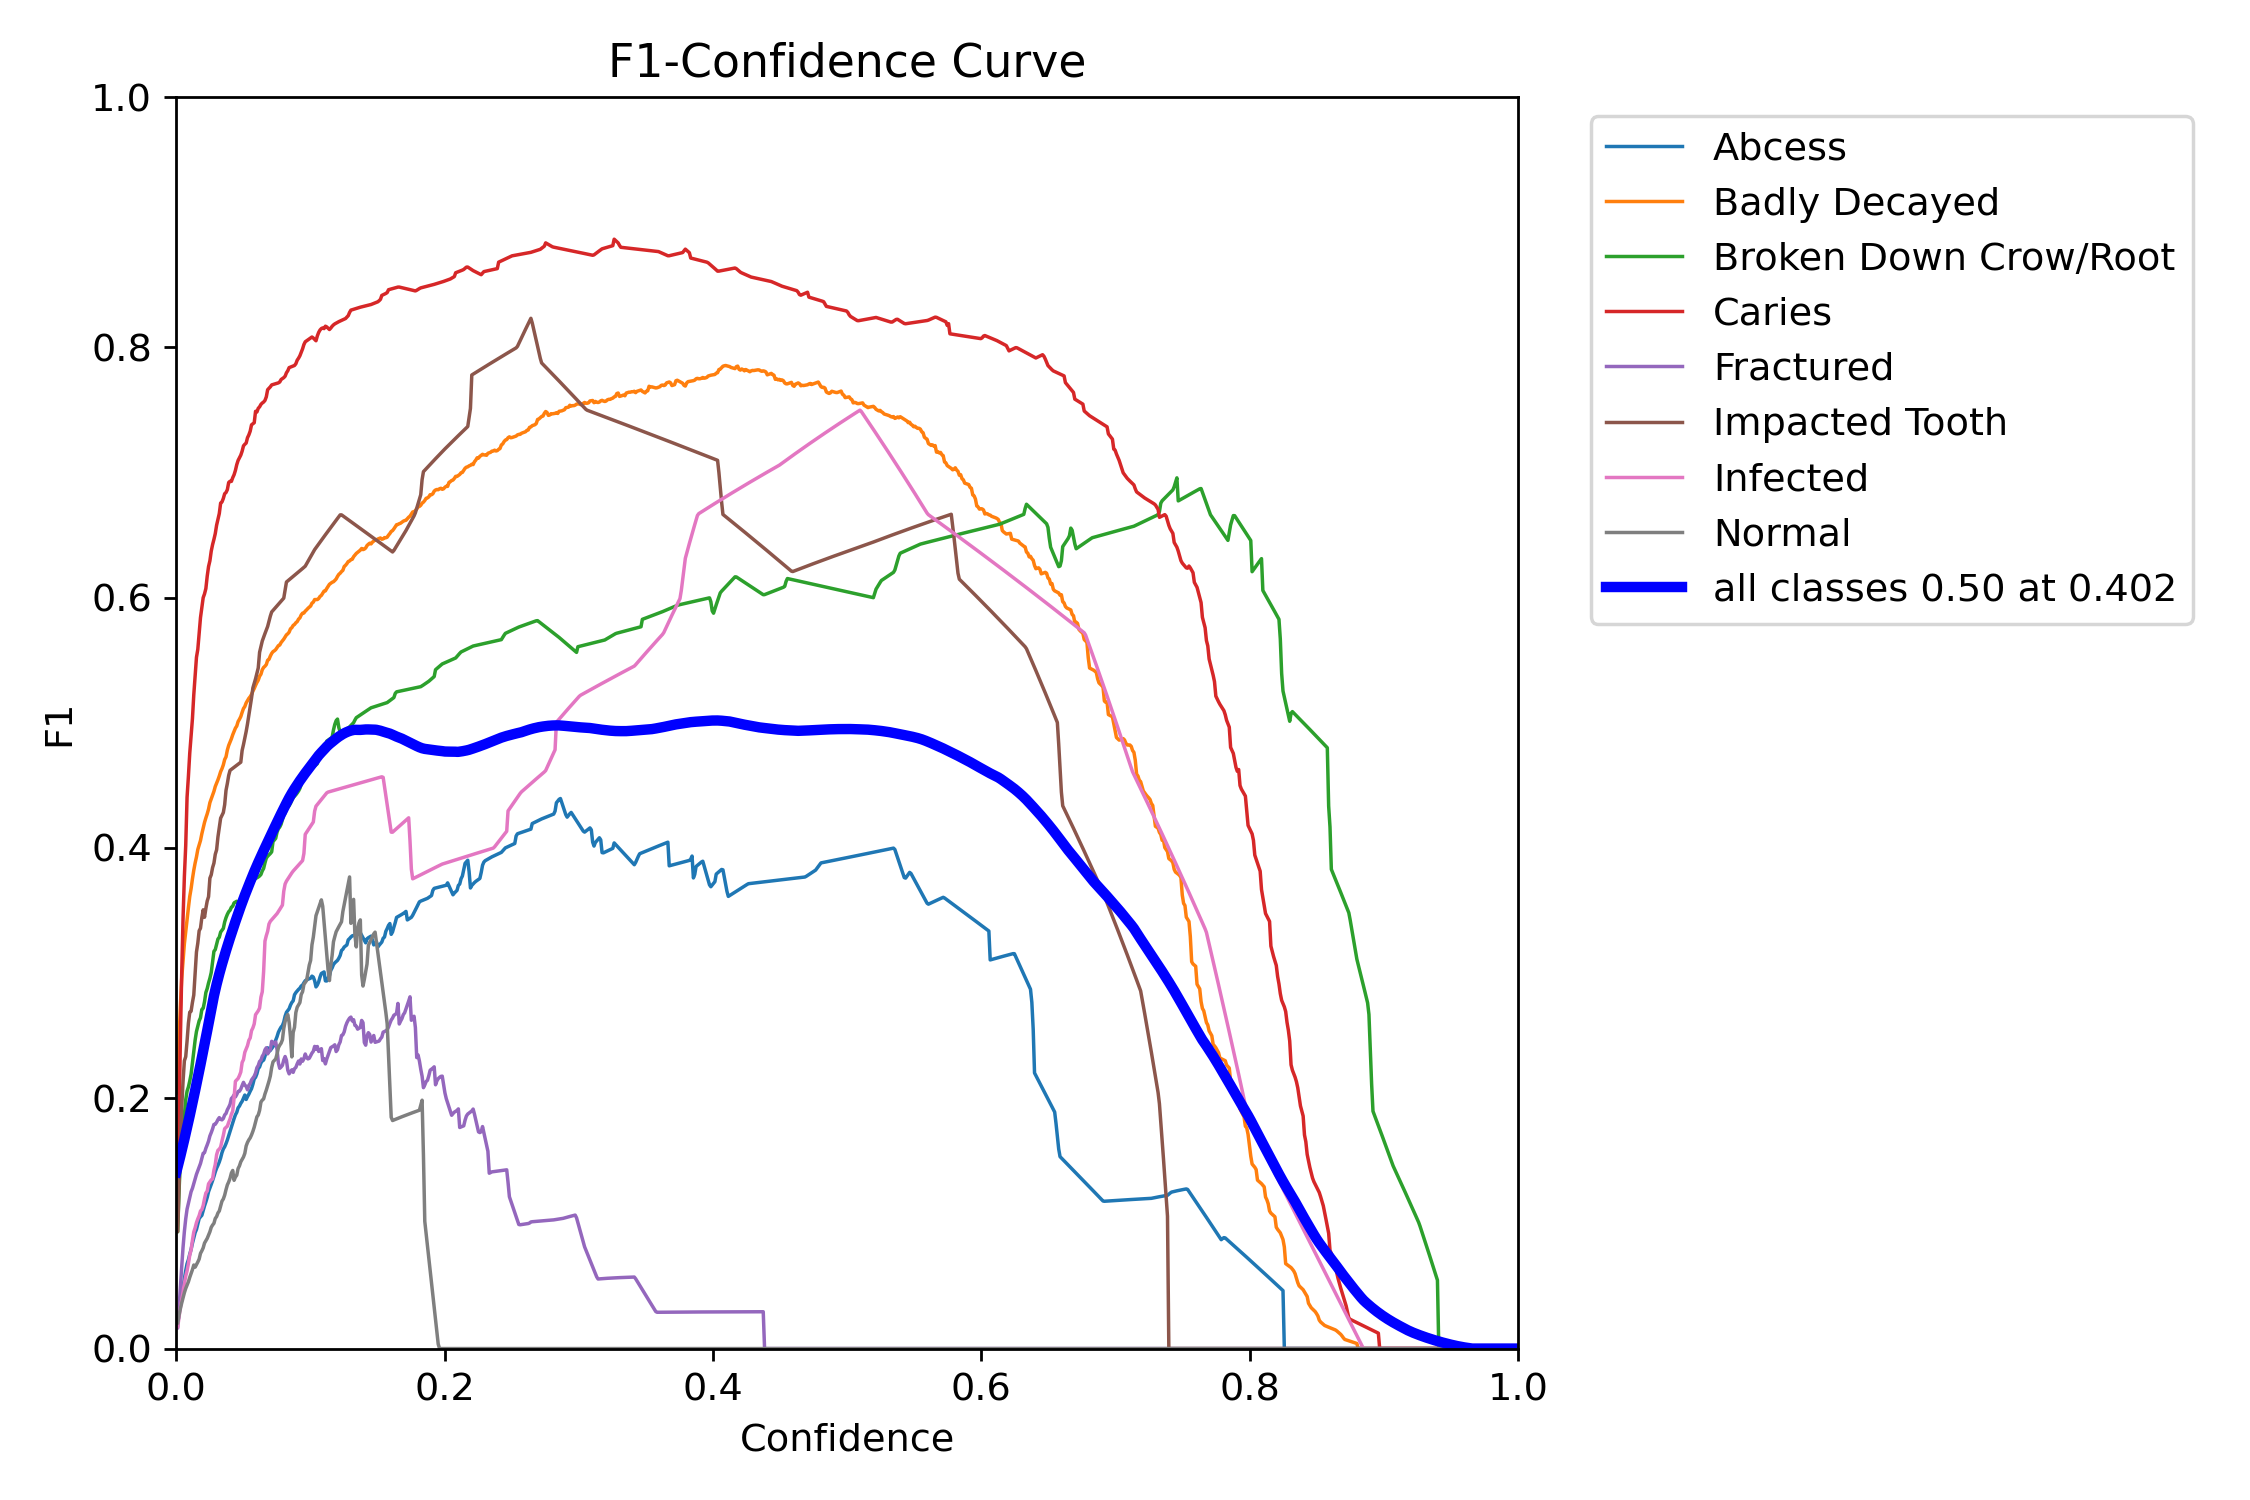 F1-Confidence Curve
1.0
0.8
0.6
0.4
0.2
0.0
F1
0.0 0.2 0.4 0.6 0.8 1.0
Confidence
Abcess
Badly Decayed
Broken Down Crow/Root
Caries
Fractured
Impacted Tooth
Infected
Normal
all classes 0.50 at 0.402